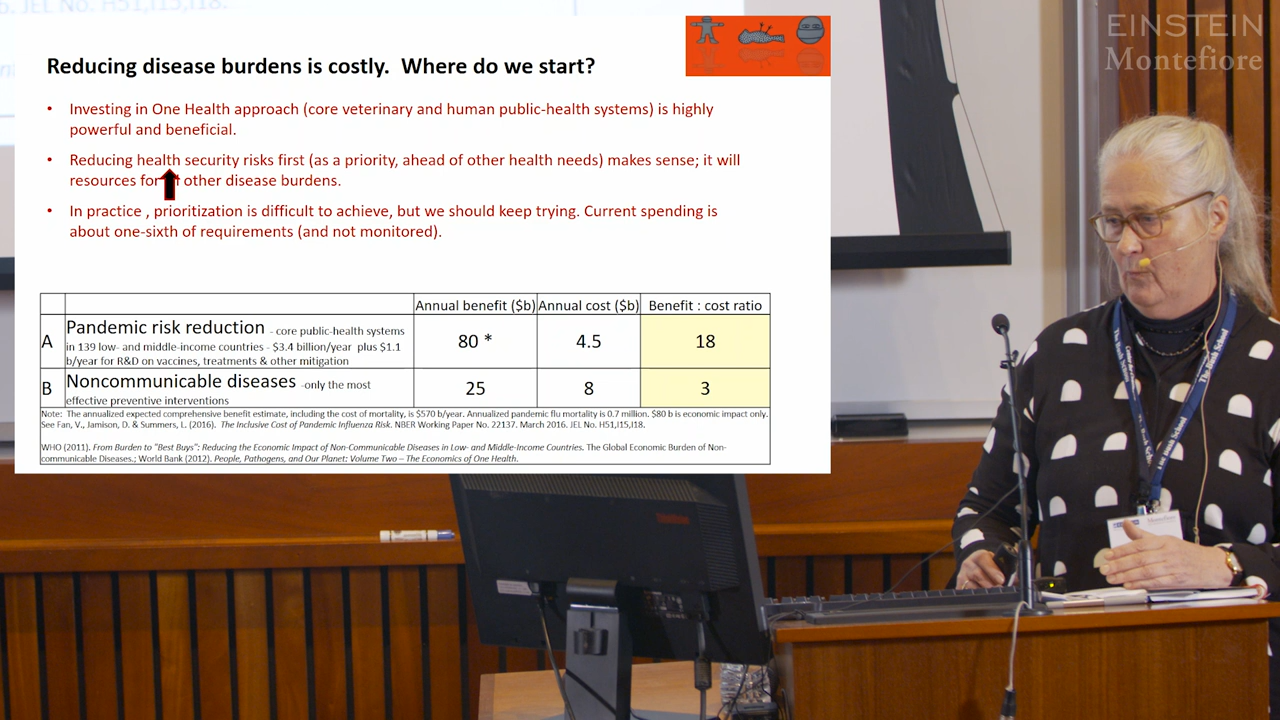 b. JEL No. H51,I15,I18.
EINSTEIN
Montefiore
Reducing disease burdens is costly. Where do we start?
• Investing in One Health approach (core veterinary and human public-health systems) is highly
powerful and beneficial.
• Reducing health security risks first (as a priority, ahead of other health needs) makes sense; it will
resources for other disease burdens.
• In practice , prioritization is difficult to achieve, but we should keep trying. Current spending is
about one-sixth of requirements (and not monitored).
Annual benefit ($b) Annual cost ($b) Benefit : cost ratio
A Pandemic risk reduction - core public-health systems
in 139 low- and middle-income countries - $3.4 billion/year plus $1.1
b/year for R&D on vaccines, treatments & other mitigation
80 * 4.5 18
B Noncommunicable diseases -only the most
effective preventive interventions
25 8 3
Note: The annualized expected comprehensive benefit estimate, including the cost of mortality, is $570 b/year. Annualized pandemic flu mortality is 0.7 million. $80 b is economic impact only.
See Fan, V., Jamison, D. & Summers, L. (2016). The Inclusive Cost of Pandemic Influenza Risk. NBER Working Paper No. 22137. March 2016. JEL No. H51,I15,I18.
WHO (2011). From Burden to "Best Buys": Reducing the Economic Impact of Non-Communicable Diseases in Low- and Middle-Income Countries. The Global Economic Burden of Non-
communicable Diseases.; World Bank (2012). People, Pathogens, and Our Planet: Volume Two – The Economics of One Health.
The Bush School